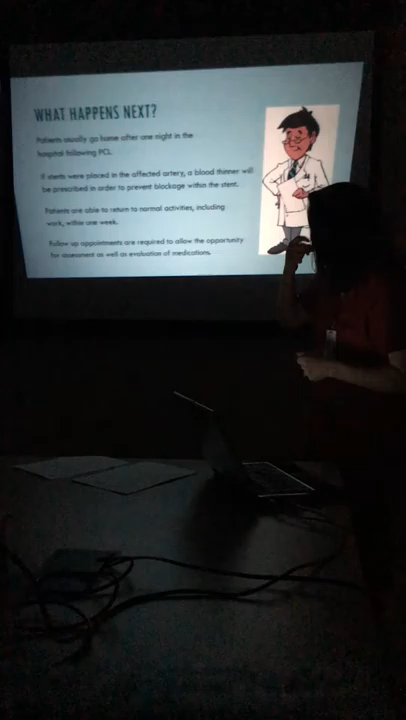 WHAT HAPPENS NEXT?
Patients usually go home after one night in the
hospital following PCI.
If stents were placed in the affected artery, a blood thinner will
be prescribed in order to prevent blockage within the stent.
Patients are able to return to normal activities, including
work, within one week.
Follow up appointments are required to allow the opportunity
for assessment as well as evaluation of medications.